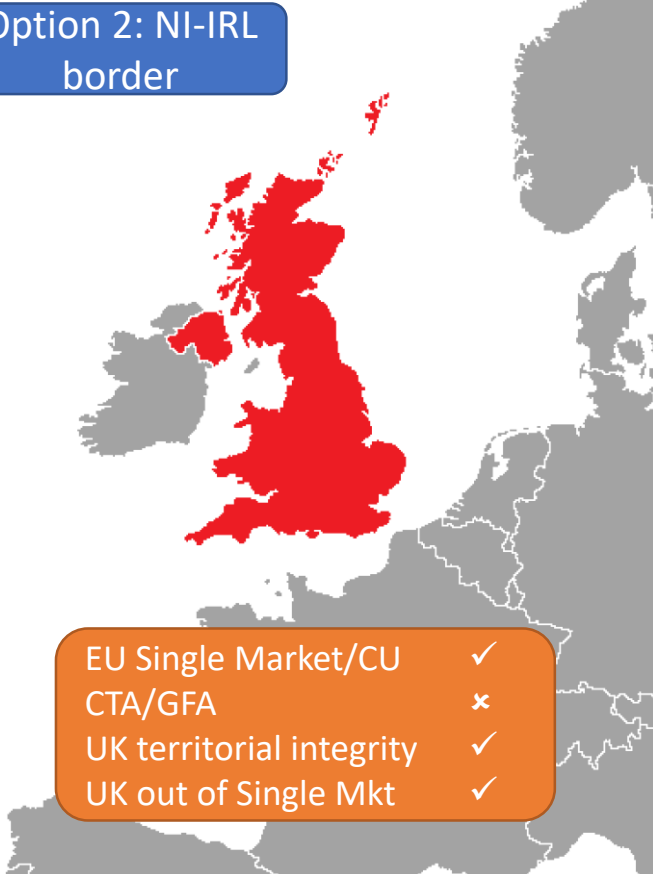 Option 2: NI-IRL
border
EU Single Market/CU ✓
CTA/GFA ×
UK territorial integrity ✓
UK out of Single Mkt ✓